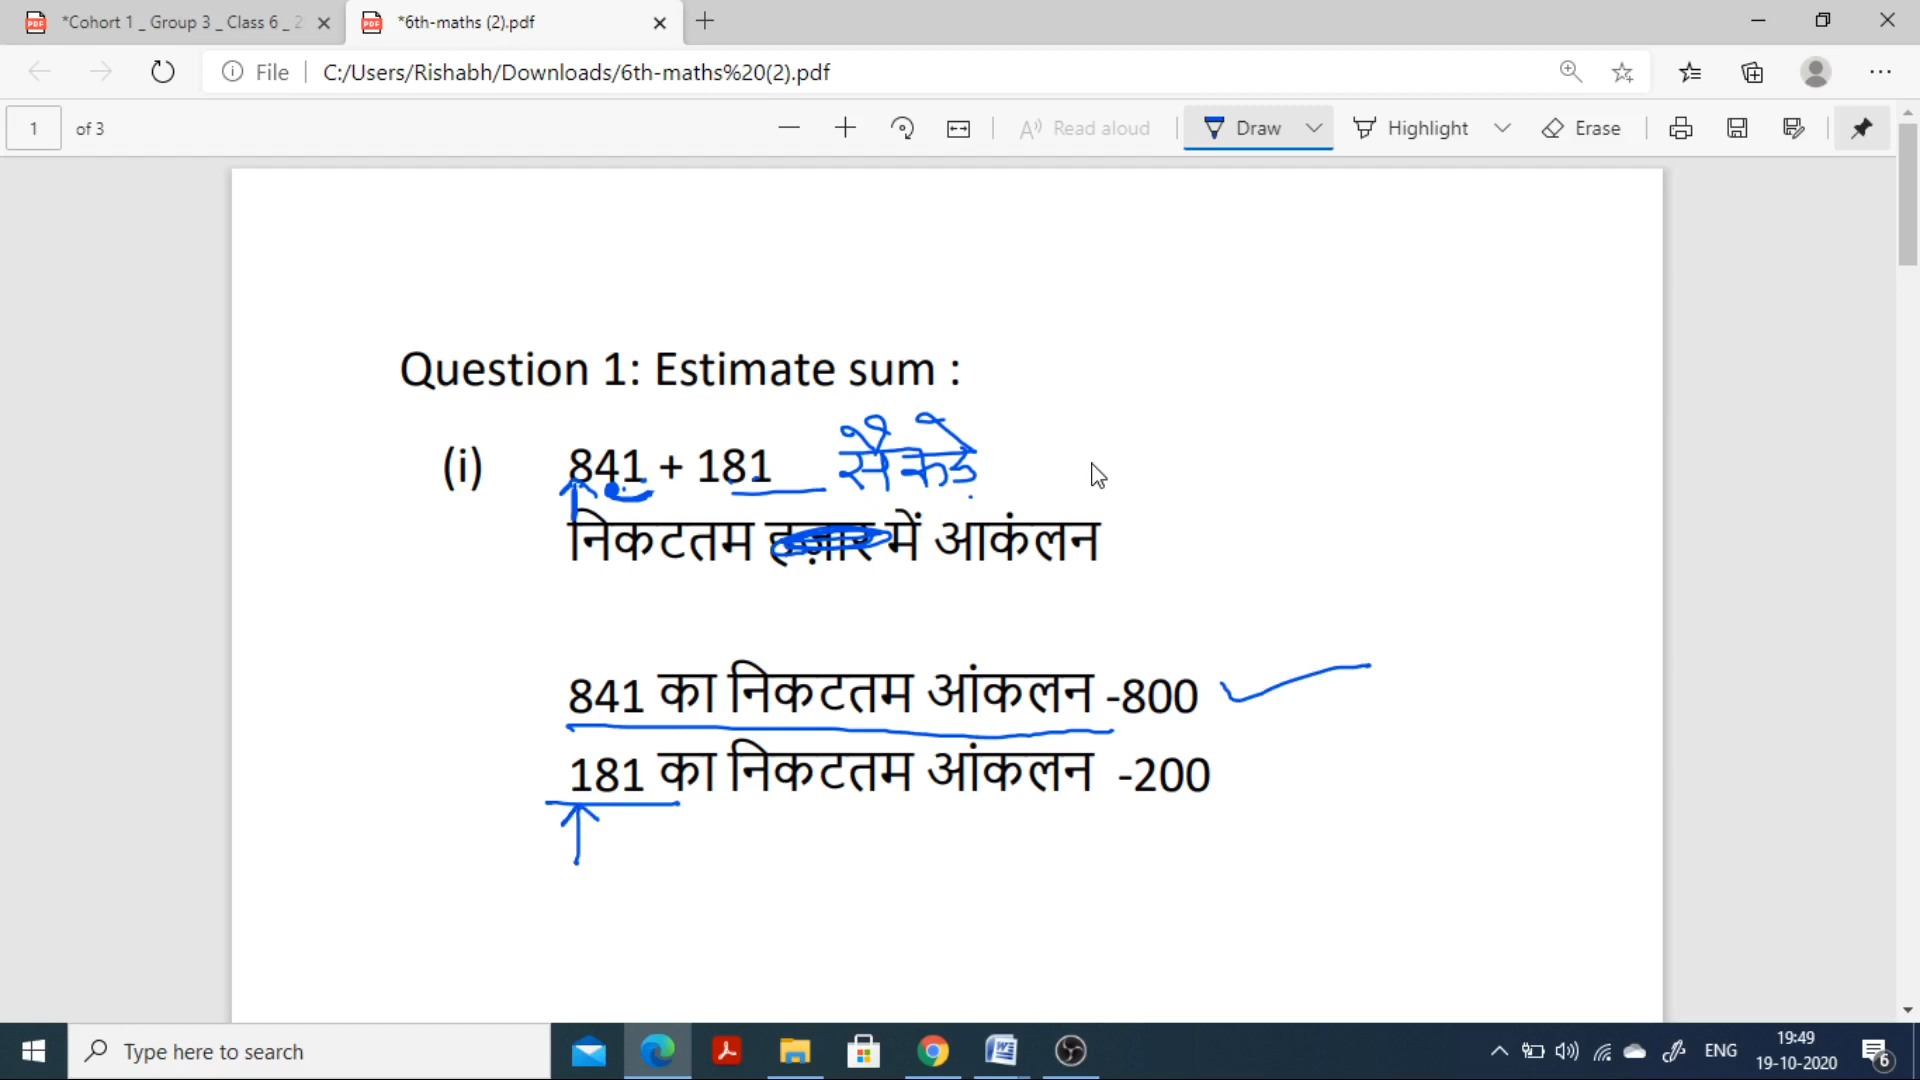 *Cohort 1 _ Group 3 _ Class 6 _ 2
*6th-maths (2).pdf
File
C:/Users/Rishabh/Downloads/6th-maths%20(2).pdf
1 of 3
Read aloud
Draw
Highlight
Erase
Question 1: Estimate sum :
(i) 841 + 181
निकटतम हज़ार में आकंलन
841 का निकटतम आंकलन -800
181 का निकटतम आंकलन -200
Type here to search
ENG
19:49
19-10-2020
6